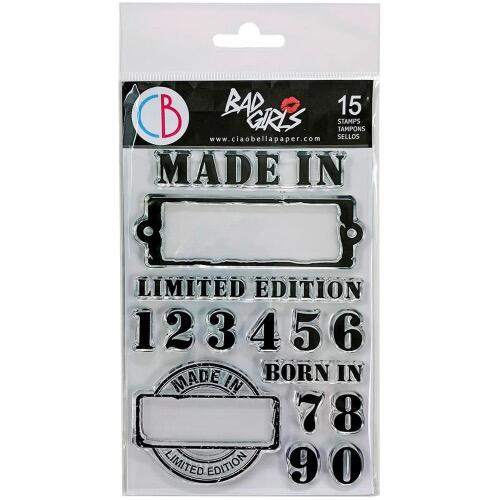 CB
BAD
GIRLS
www.ciaobellapaper.com
15
STAMPS
TAMPONS
SELLOS
MADE IN
LIMITED EDITION
123456
BORN IN
78
90
MADE IN
LIMITED EDITION